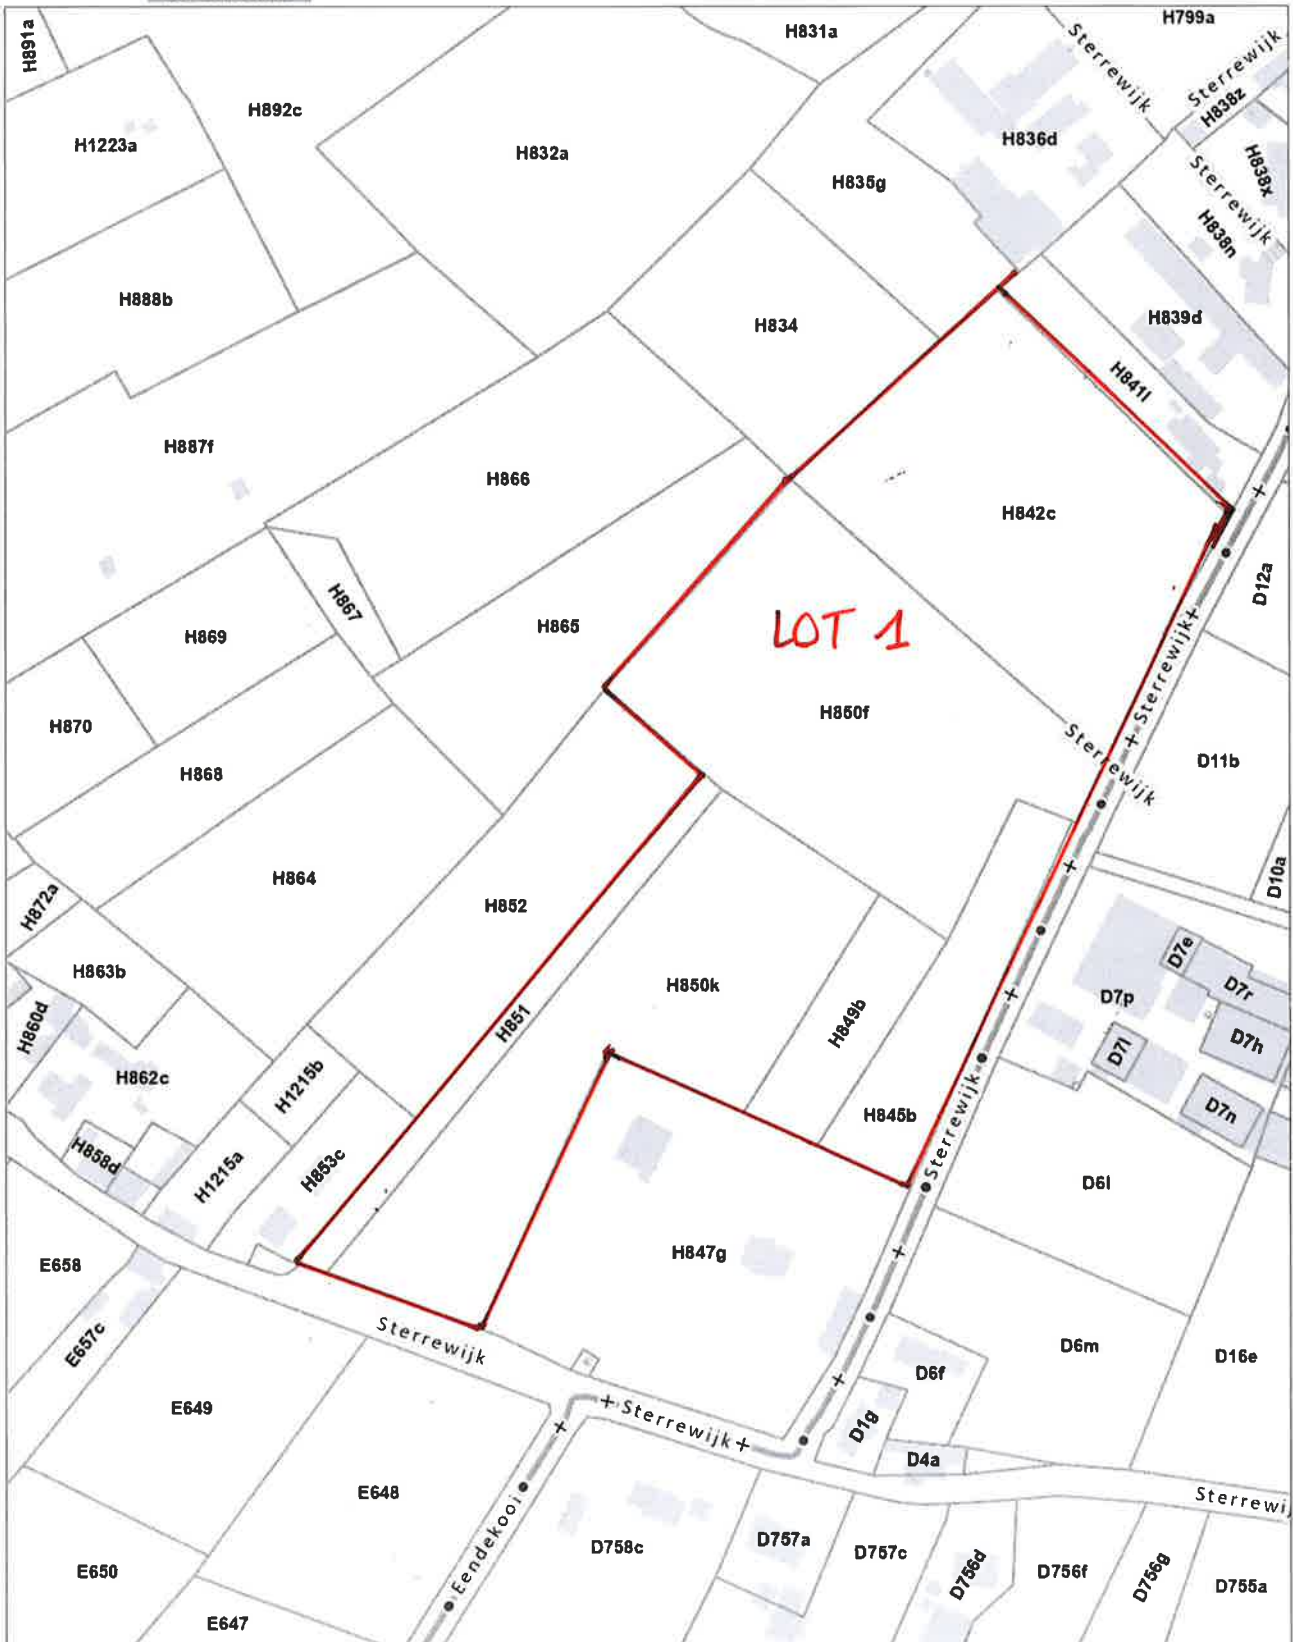 H891a
H831a
H799a
Sterrewijk
Sterrewijk
H838z
H892c
H1223a
H832a
H836d
H835g
H838x
Sterrewijk
H838n
H888b
H834
H839d
H841l
H887f
H866
H842c
D12a
H867
H869
H865
LOT 1
Sterrewijk
H870
H850f
H868
Sterrewijk
D11b
H864
D10a
H872a
H852
H863b
H850k
D7e
D7r
D7p
H860d
H851
H849b
D7l
D7h
H862c
H1215b
D7n
H845b
Sterrewijk
H858d
H1215a
H853c
D6l
E658
H847g
E657c
Sterrewijk
D6m
D16e
D6f
E649
Sterrewijk
D1g
D4a
E648
Sterrewij
Eendekooi
D758c
D757a
D757c
D756d
D756f
D756g
D755a
E650
E647